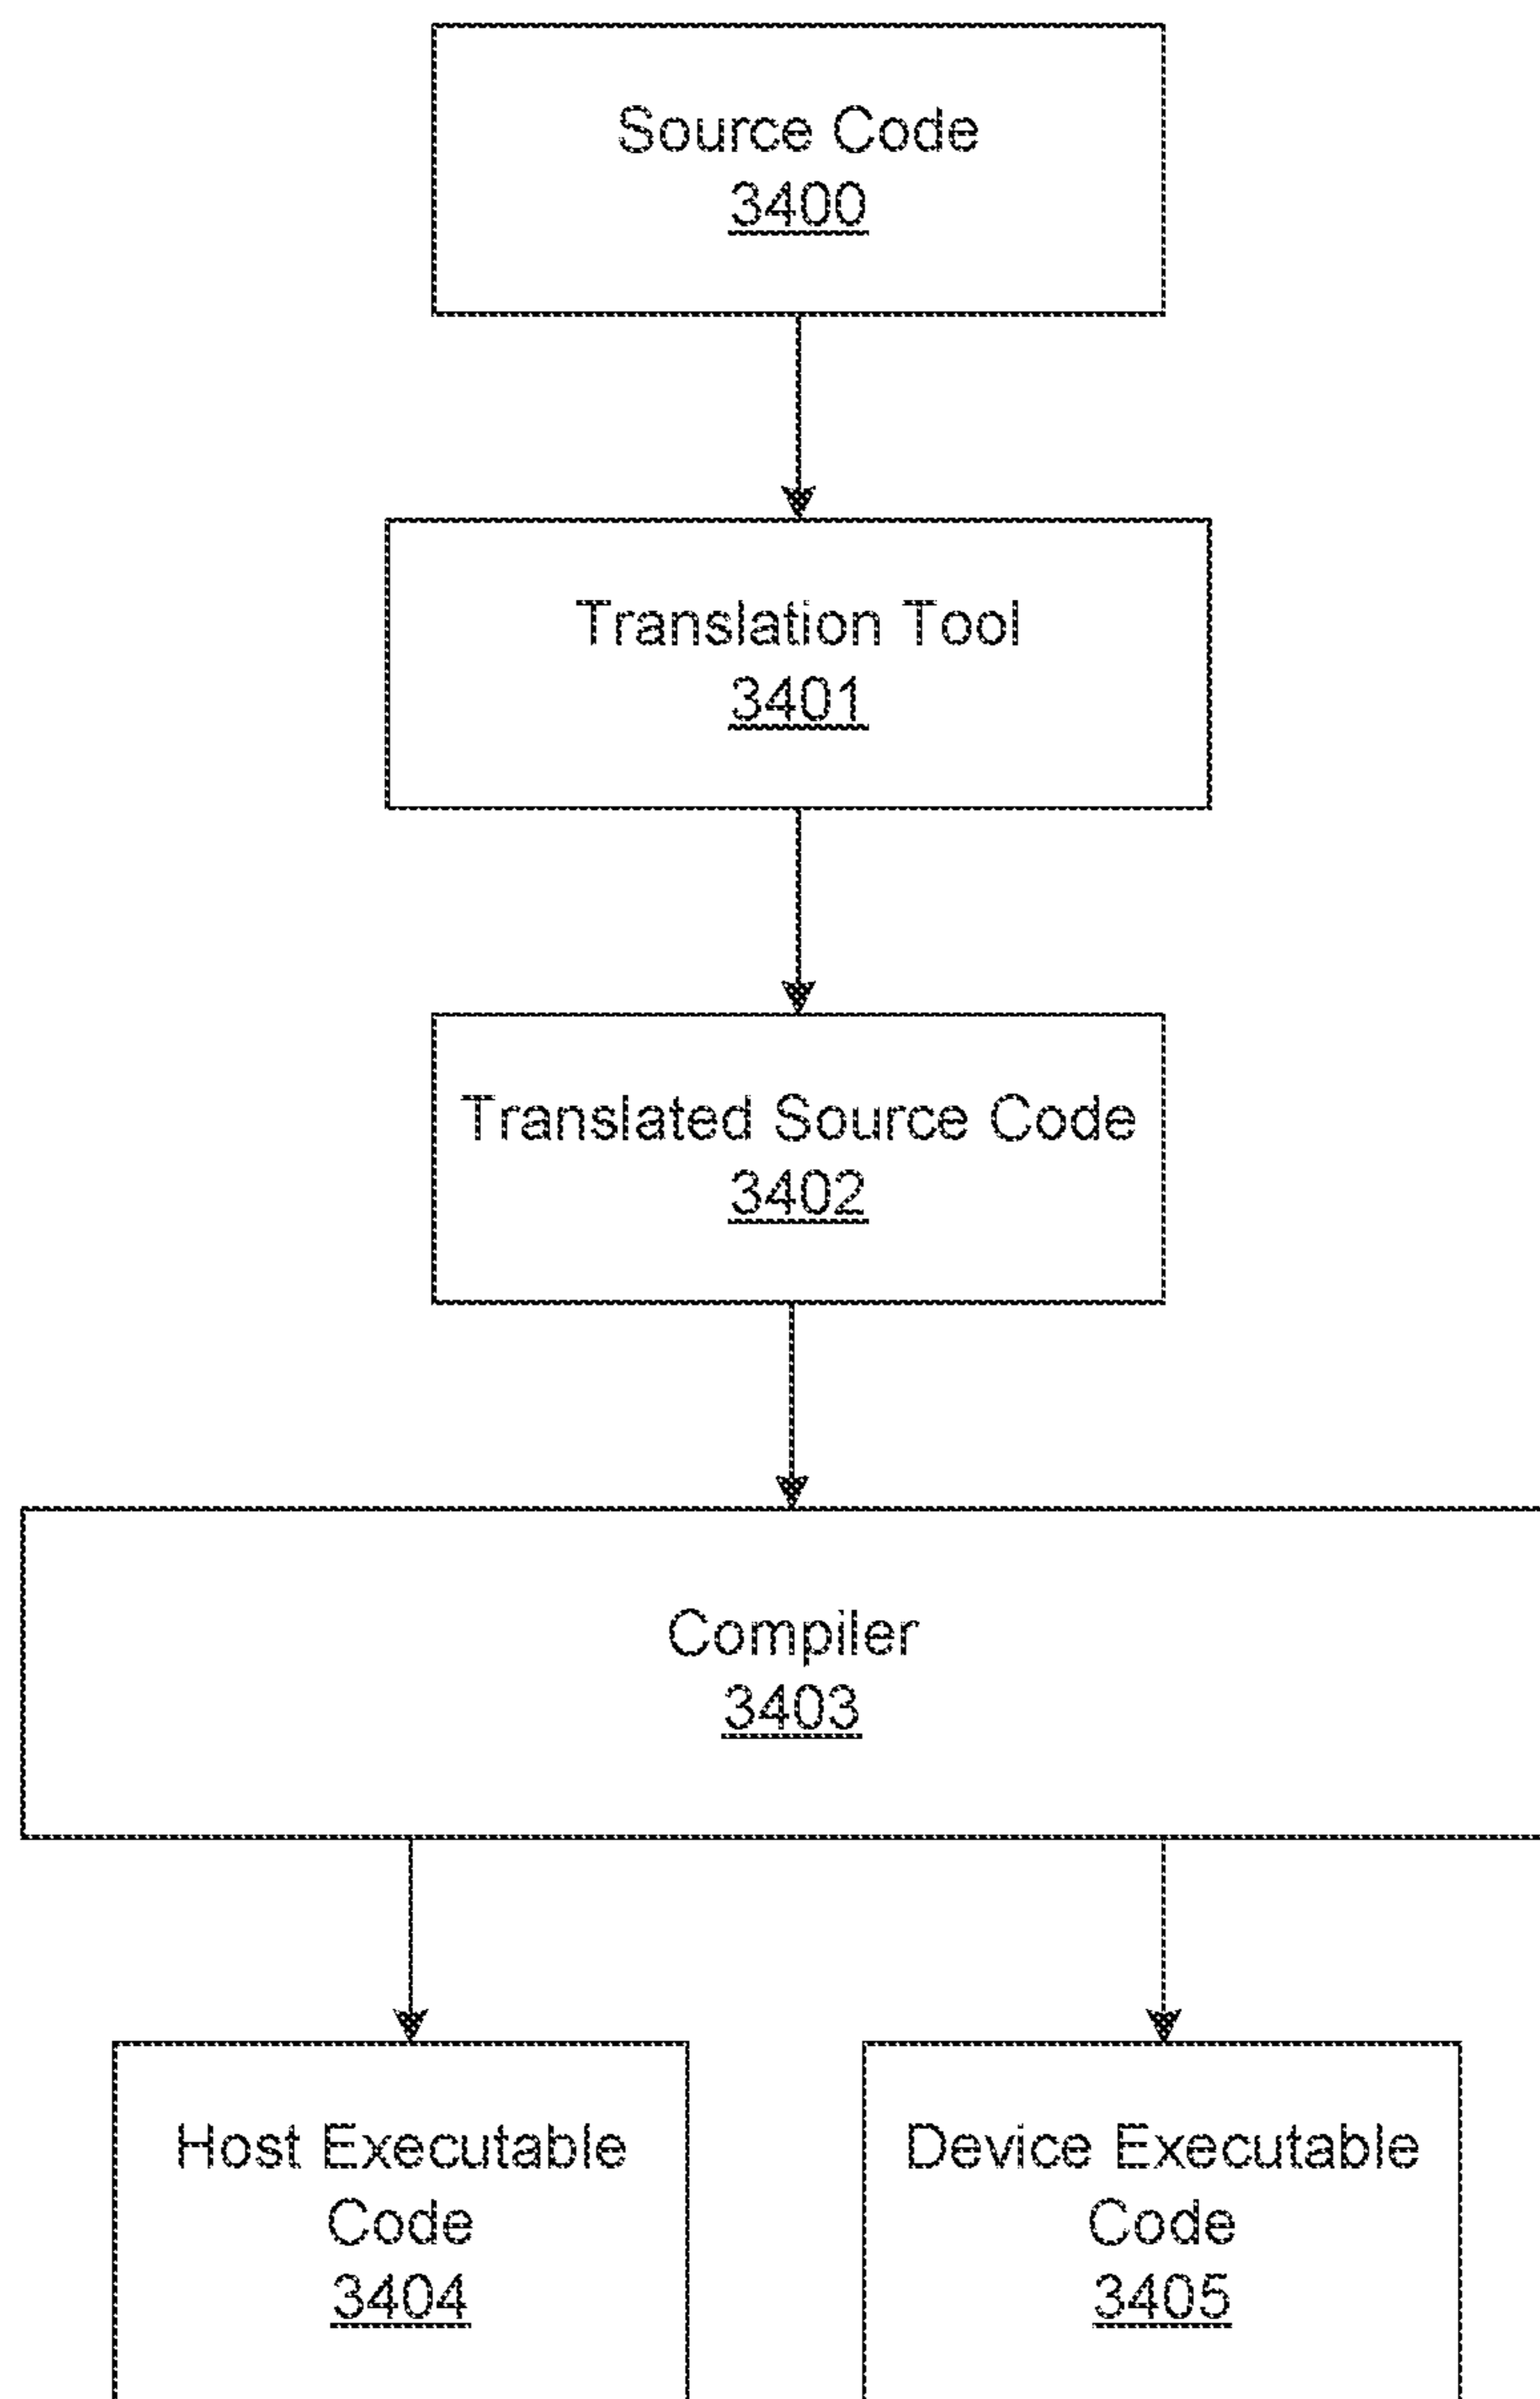 Source Code
3400
Translation Tool
3401
Translated Source Code
3402
Compiler
3403
Host Executable
Code
3404
Device Executable
Code
3405